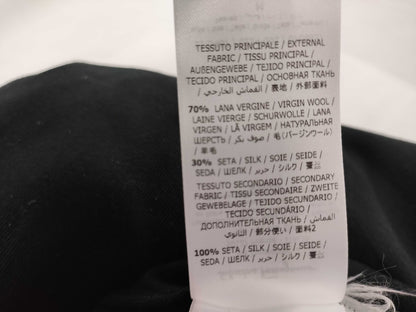 TESSUTO PRINCIPALE / EXTERNAL
FABRIC / TISSU PRINCIPAL /
AUßENGEWEBE / TEJIDO PRINCIPAL /
TECIDO PRINCIPAL / ОСНОВНАЯ ТКАНЬ
/ القماش الخارجي / 表地 / 外部面料
70% LANA VERGINE / VIRGIN WOOL /
LAINE VIERGE / SCHURWOLLE / LANA
VIRGEN / LÃ VIRGEM / НАТУРАЛЬНАЯ
ШЕРСТЬ / صوف بكر / 毛 (バージンウール)
/ 羊毛
30% SETA / SILK / SOIE / SEIDE /
SEDA / ШЕЛК / حرير / シルク / 蚕丝
TESSUTO SECONDARIO / SECONDARY
FABRIC / TISSU SECONDAIRE / ZWEITE
GEWEBELAGE / TEJIDO SECUNDARIO /
TECIDO SECUNDÁRIO /
ДОПОЛНИТЕЛЬНАЯ ТКАНЬ / القماش
الثانوي / 部分使い / 面料2
100% SETA / SILK / SOIE / SEIDE /
SEDA / ШЕЛК / حرير / シルク / 蚕丝